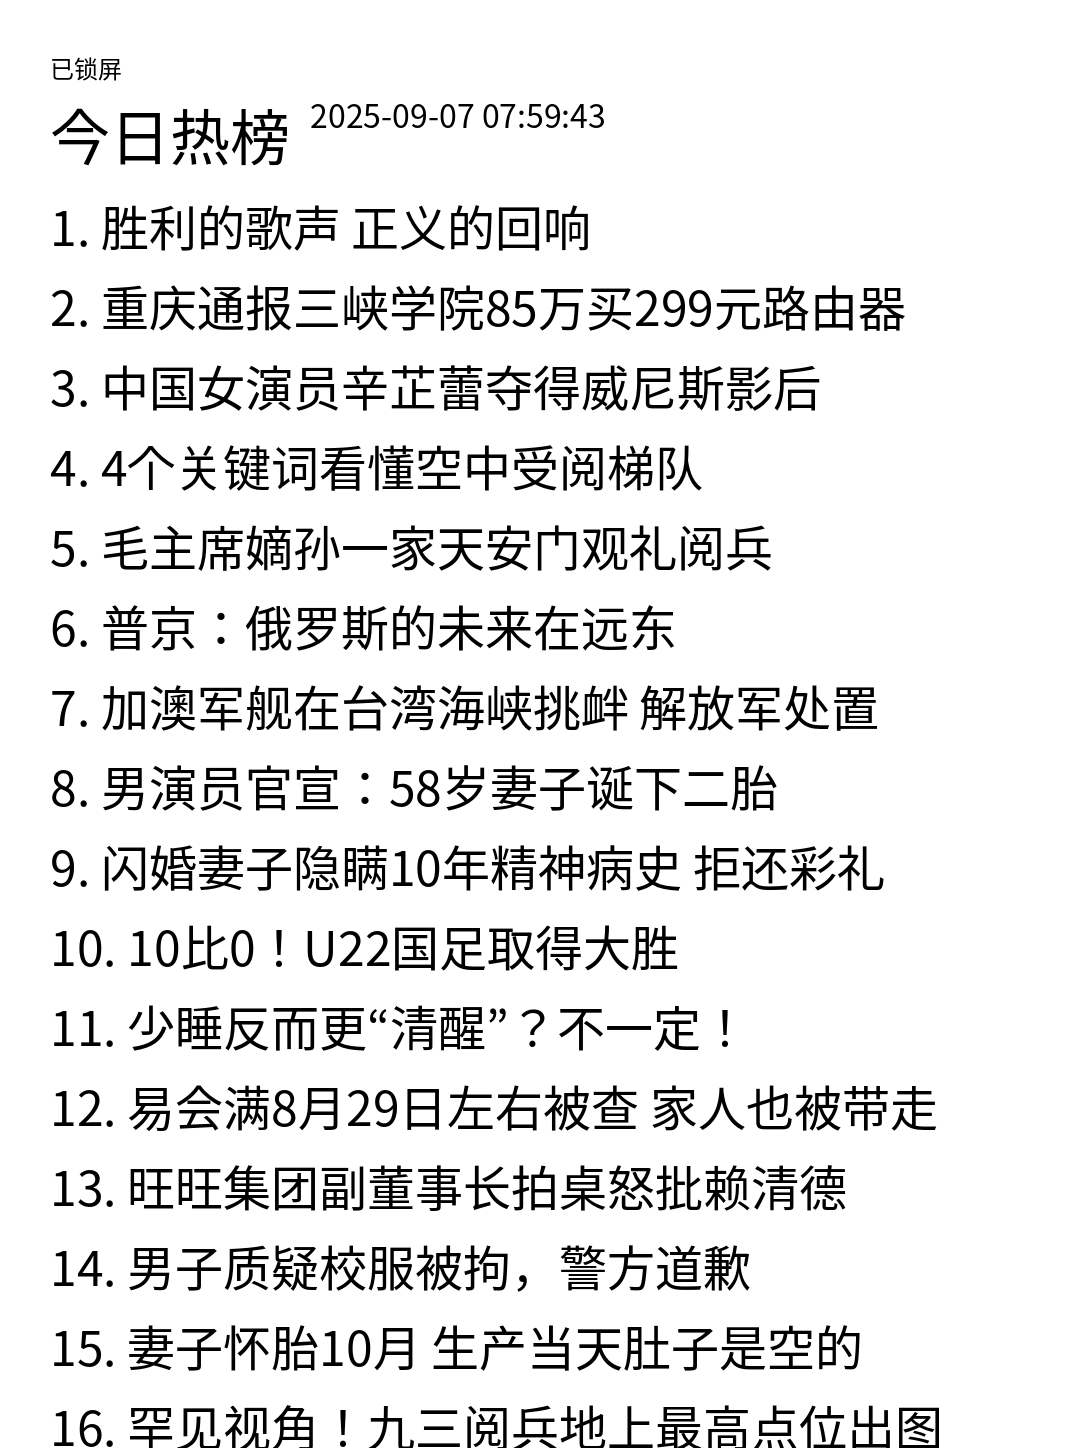 已锁屏
今日热榜 2025-09-07 07:59:43
1. 胜利的歌声 正义的回响
2. 重庆通报三峡学院85万买299元路由器
3. 中国女演员辛芷蕾夺得威尼斯影后
4. 4个关键词看懂空中受阅梯队
5. 毛主席嫡孙一家天安门观礼阅兵
6. 普京：俄罗斯的未来在远东
7. 加澳军舰在台湾海峡挑衅 解放军处置
8. 男演员官宣：58岁妻子诞下二胎
9. 闪婚妻子隐瞒10年精神病史 拒还彩礼
10. 10比0！U22国足取得大胜
11. 少睡反而更“清醒”？不一定！
12. 易会满8月29日左右被查 家人也被带走
13. 旺旺集团副董事长拍桌怒批赖清德
14. 男子质疑校服被拘，警方道歉
15. 妻子怀胎10月 生产当天肚子是空的
16. 罕见视角！九三阅兵地上最高点位出图